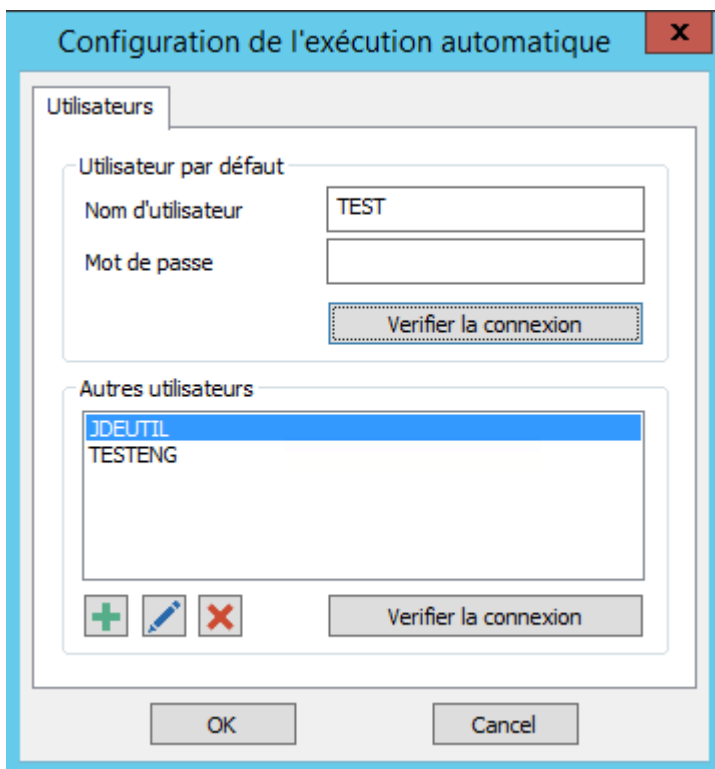 Configuration de l'exécution automatique
Utilisateurs
Utilisateur par défaut
Nom d'utilisateur TEST
Mot de passe
Verifier la connexion
Autres utilisateurs
JDEUTIL
TESTENG
Verifier la connexion
OK Cancel